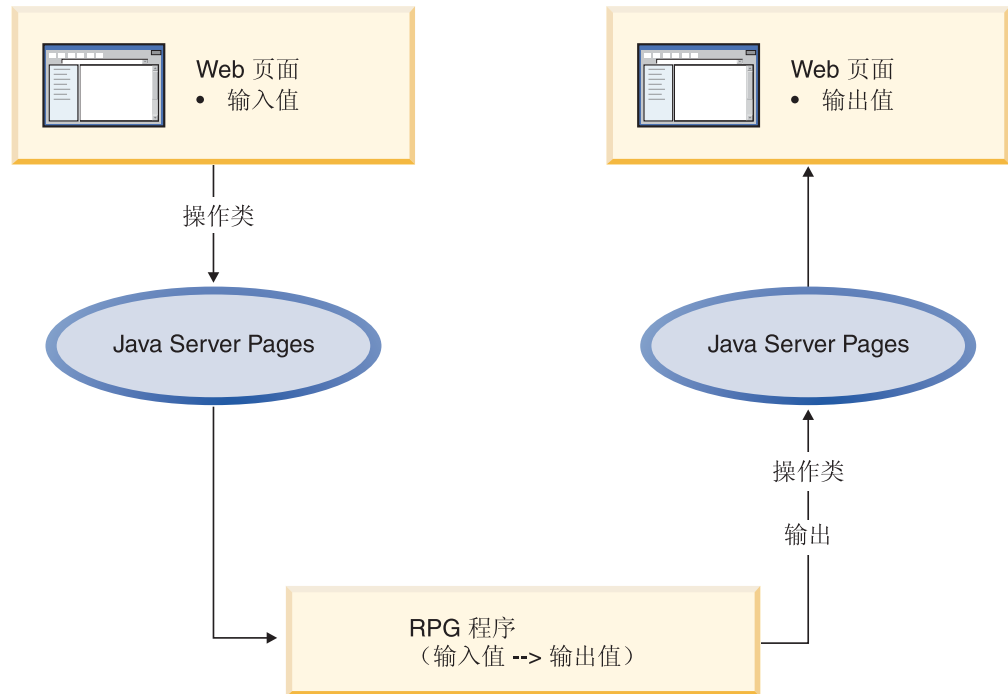 Web 页面
• 输入值
Web 页面
• 输出值
操作类
Java Server Pages
Java Server Pages
操作类
输出
RPG 程序
（输入值 --> 输出值）